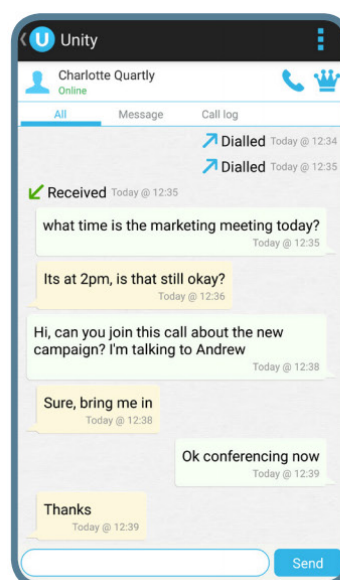 U Unity
Charlotte Quartly
Online
All Message Call log
Dialled Today @ 12:34
Dialled Today @ 12:35
Received Today @ 12:35
what time is the marketing meeting today?
Today @ 12:35
Its at 2pm, is that still okay?
Today @ 12:36
Hi, can you join this call about the new
campaign? I'm talking to Andrew
Today @ 12:38
Sure, bring me in
Today @ 12:38
Ok conferencing now
Today @ 12:39
Thanks
Today @ 12:39
Send